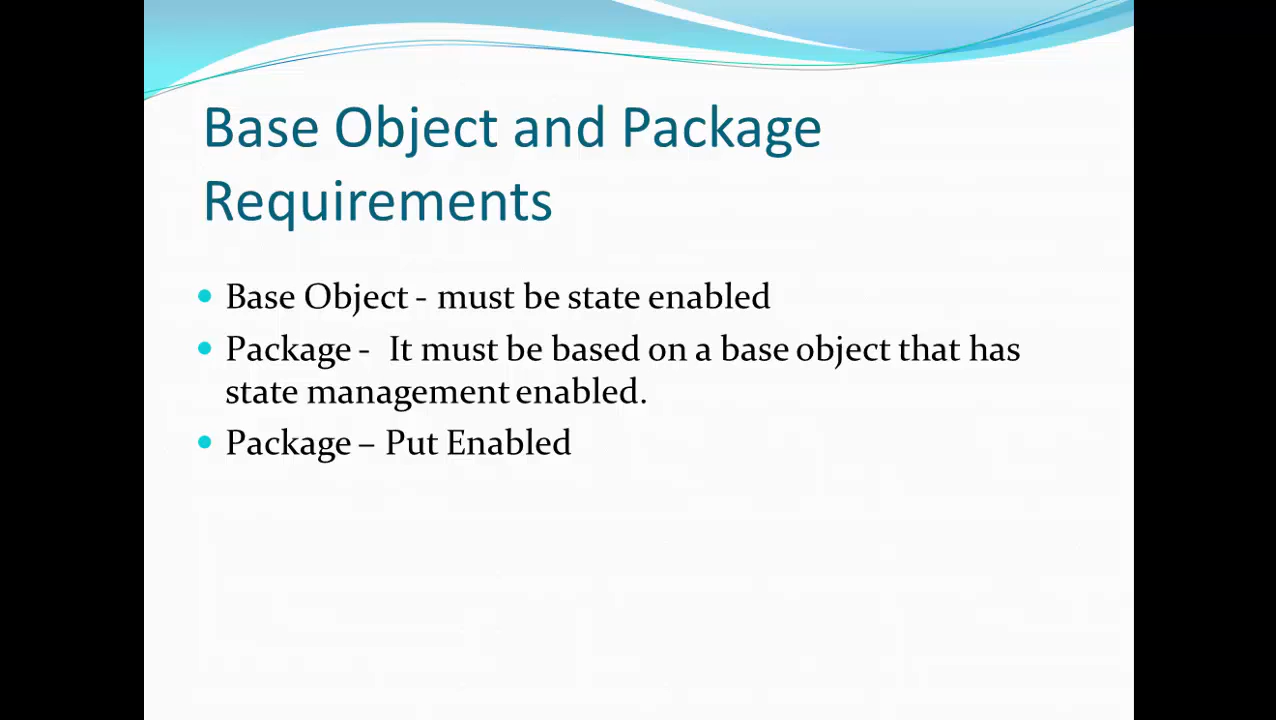 Base Object and Package
Requirements
• Base Object - must be state enabled
• Package -  It must be based on a base object that has
state management enabled.
• Package – Put Enabled